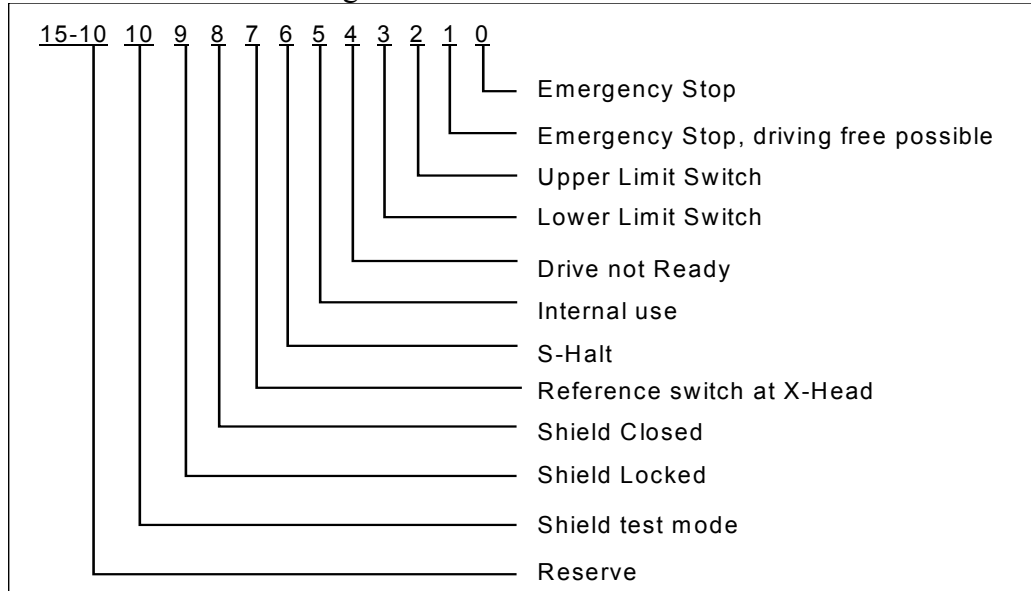 15-10 10 9 8 7 6 5 4 3 2 1 0
Emergency Stop
Emergency Stop, driving free possible
Upper Limit Switch
Lower Limit Switch
Drive not Ready
Internal use
S-Halt
Reference switch at X-Head
Shield Closed
Shield Locked
Shield test mode
Reserve